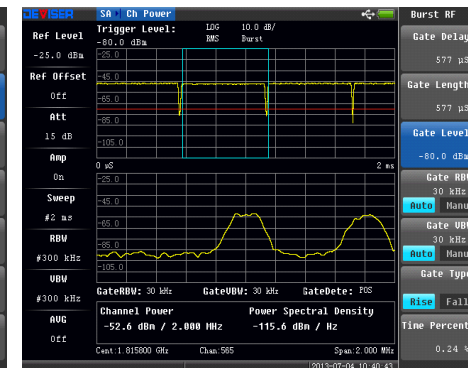 DEVISER
SA Ch Power
Burst RF
Ref Level
-25.0 dBm
Ref Offset
Off
Att
15 dB
Amp
On
Sweep
#2 ms
RBW
#300 kHz
VBW
#300 kHz
AVG
Off
Trigger Level:
-80.0 dBm
LOG
RMS
10.0 dB/
Burst
-25.0
-45.0
-65.0
-85.0
-105.0
0 uS
2 ms
-25.0
-45.0
-65.0
-85.0
-105.0
GateRBW: 30 kHz
GateVBW: 30 kHz
GateDete: POS
Channel Power
-52.6 dBm / 2.000 MHz
Power Spectral Density
-115.6 dBm / Hz
Cent:1.815800 GHz
Chan:565
Span:2.000 MHz
2013-07-04 10:40:43
Gate Delay
577 µS
Gate Length
577 µS
Gate Level
-80.0 dBm
Gate RBW
30 kHz
Auto Manu
Gate VBW
30 kHz
Auto Manu
Gate Type
Rise Fall
Time Percent
0.24 %